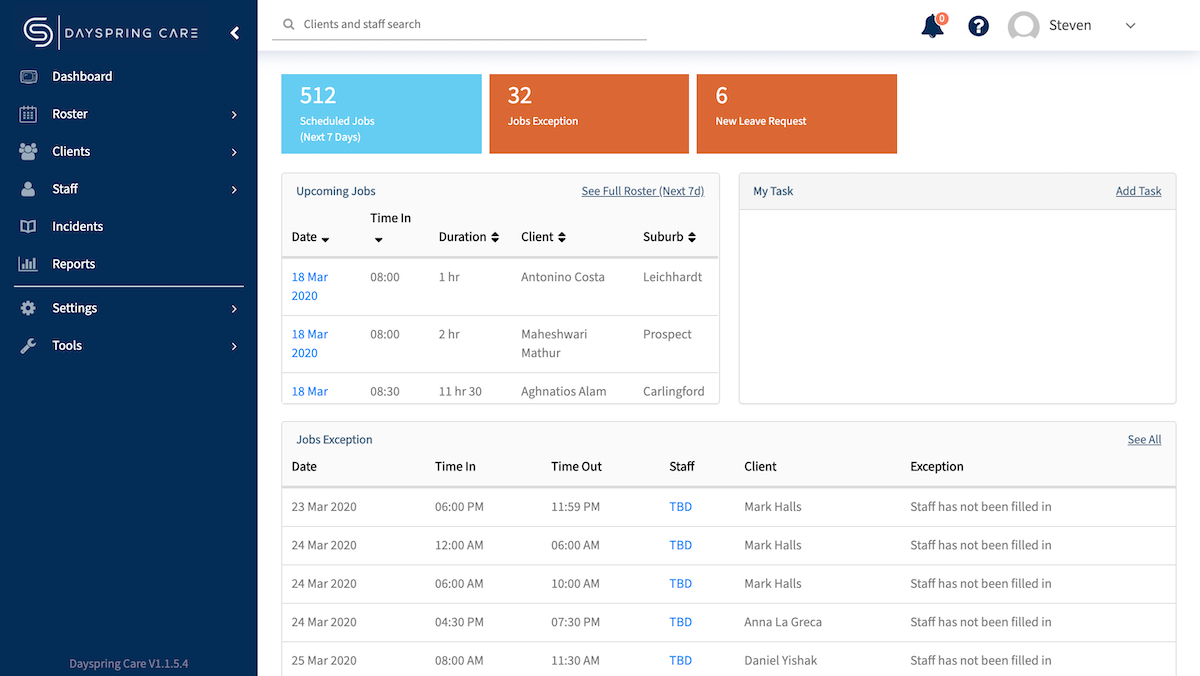 DAYSPRING CARE
Clients and staff search
0
?
Steven
Dashboard
Roster
Clients
Staff
Incidents
Reports
Settings
Tools
Dayspring Care V1.1.5.4
512
Scheduled Jobs
(Next 7 Days)
32
Jobs Exception
6
New Leave Request
Upcoming Jobs See Full Roster (Next 7d)
Date Time In Duration Client Suburb
18 Mar 2020 08:00 1 hr Antonino Costa Leichhardt
18 Mar 2020 08:00 2 hr Maheshwari Mathur Prospect
18 Mar 08:30 11 hr 30 Aghnatios Alam Carlingford
My Task Add Task
Jobs Exception See All
Date Time In Time Out Staff Client Exception
23 Mar 2020 06:00 PM 11:59 PM TBD Mark Halls Staff has not been filled in
24 Mar 2020 12:00 AM 06:00 AM TBD Mark Halls Staff has not been filled in
24 Mar 2020 06:00 AM 10:00 AM TBD Mark Halls Staff has not been filled in
24 Mar 2020 04:30 PM 07:30 PM TBD Anna La Greca Staff has not been filled in
25 Mar 2020 08:00 AM 11:30 AM TBD Daniel Yishak Staff has not been filled in